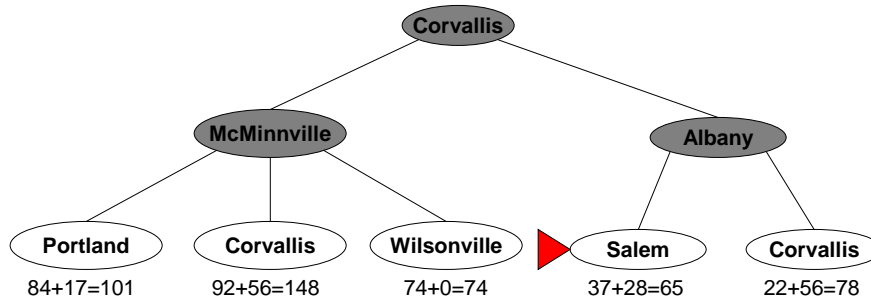 Corvallis
McMinnville
Albany
Portland
Corvallis
Wilsonville
Salem
Corvallis
84+17=101
92+56=148
74+0=74
37+28=65
22+56=78